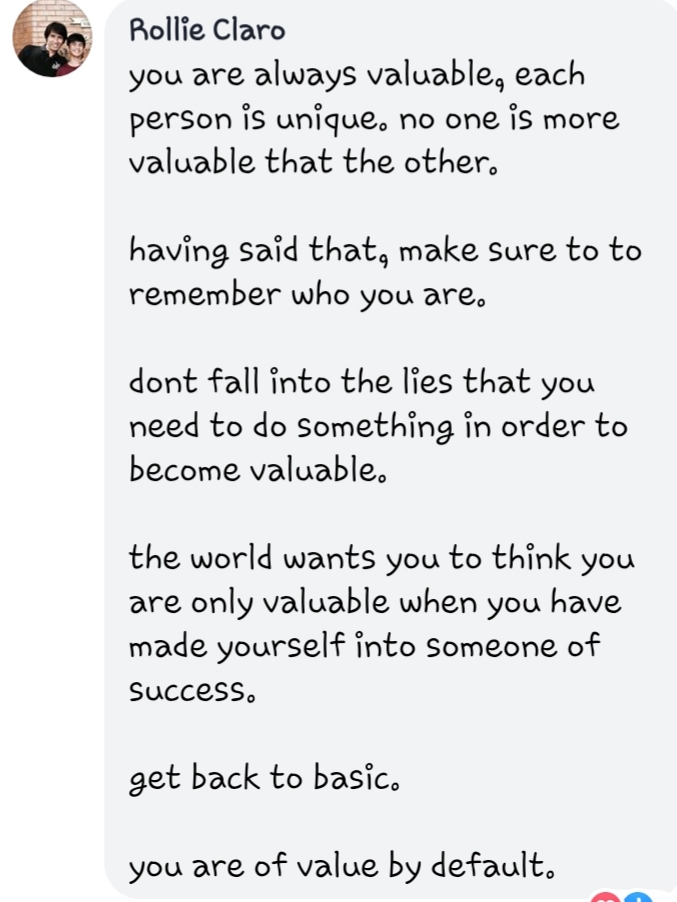 Rollie Claro
you are always valuable, each
person is unique. no one is more
valuable that the other.
having said that, make sure to to
remember who you are.
dont fall into the lies that you
need to do something in order to
become valuable.
the world wants you to think you
are only valuable when you have
made yourself into someone of
success.
get back to basic.
you are of value by default.